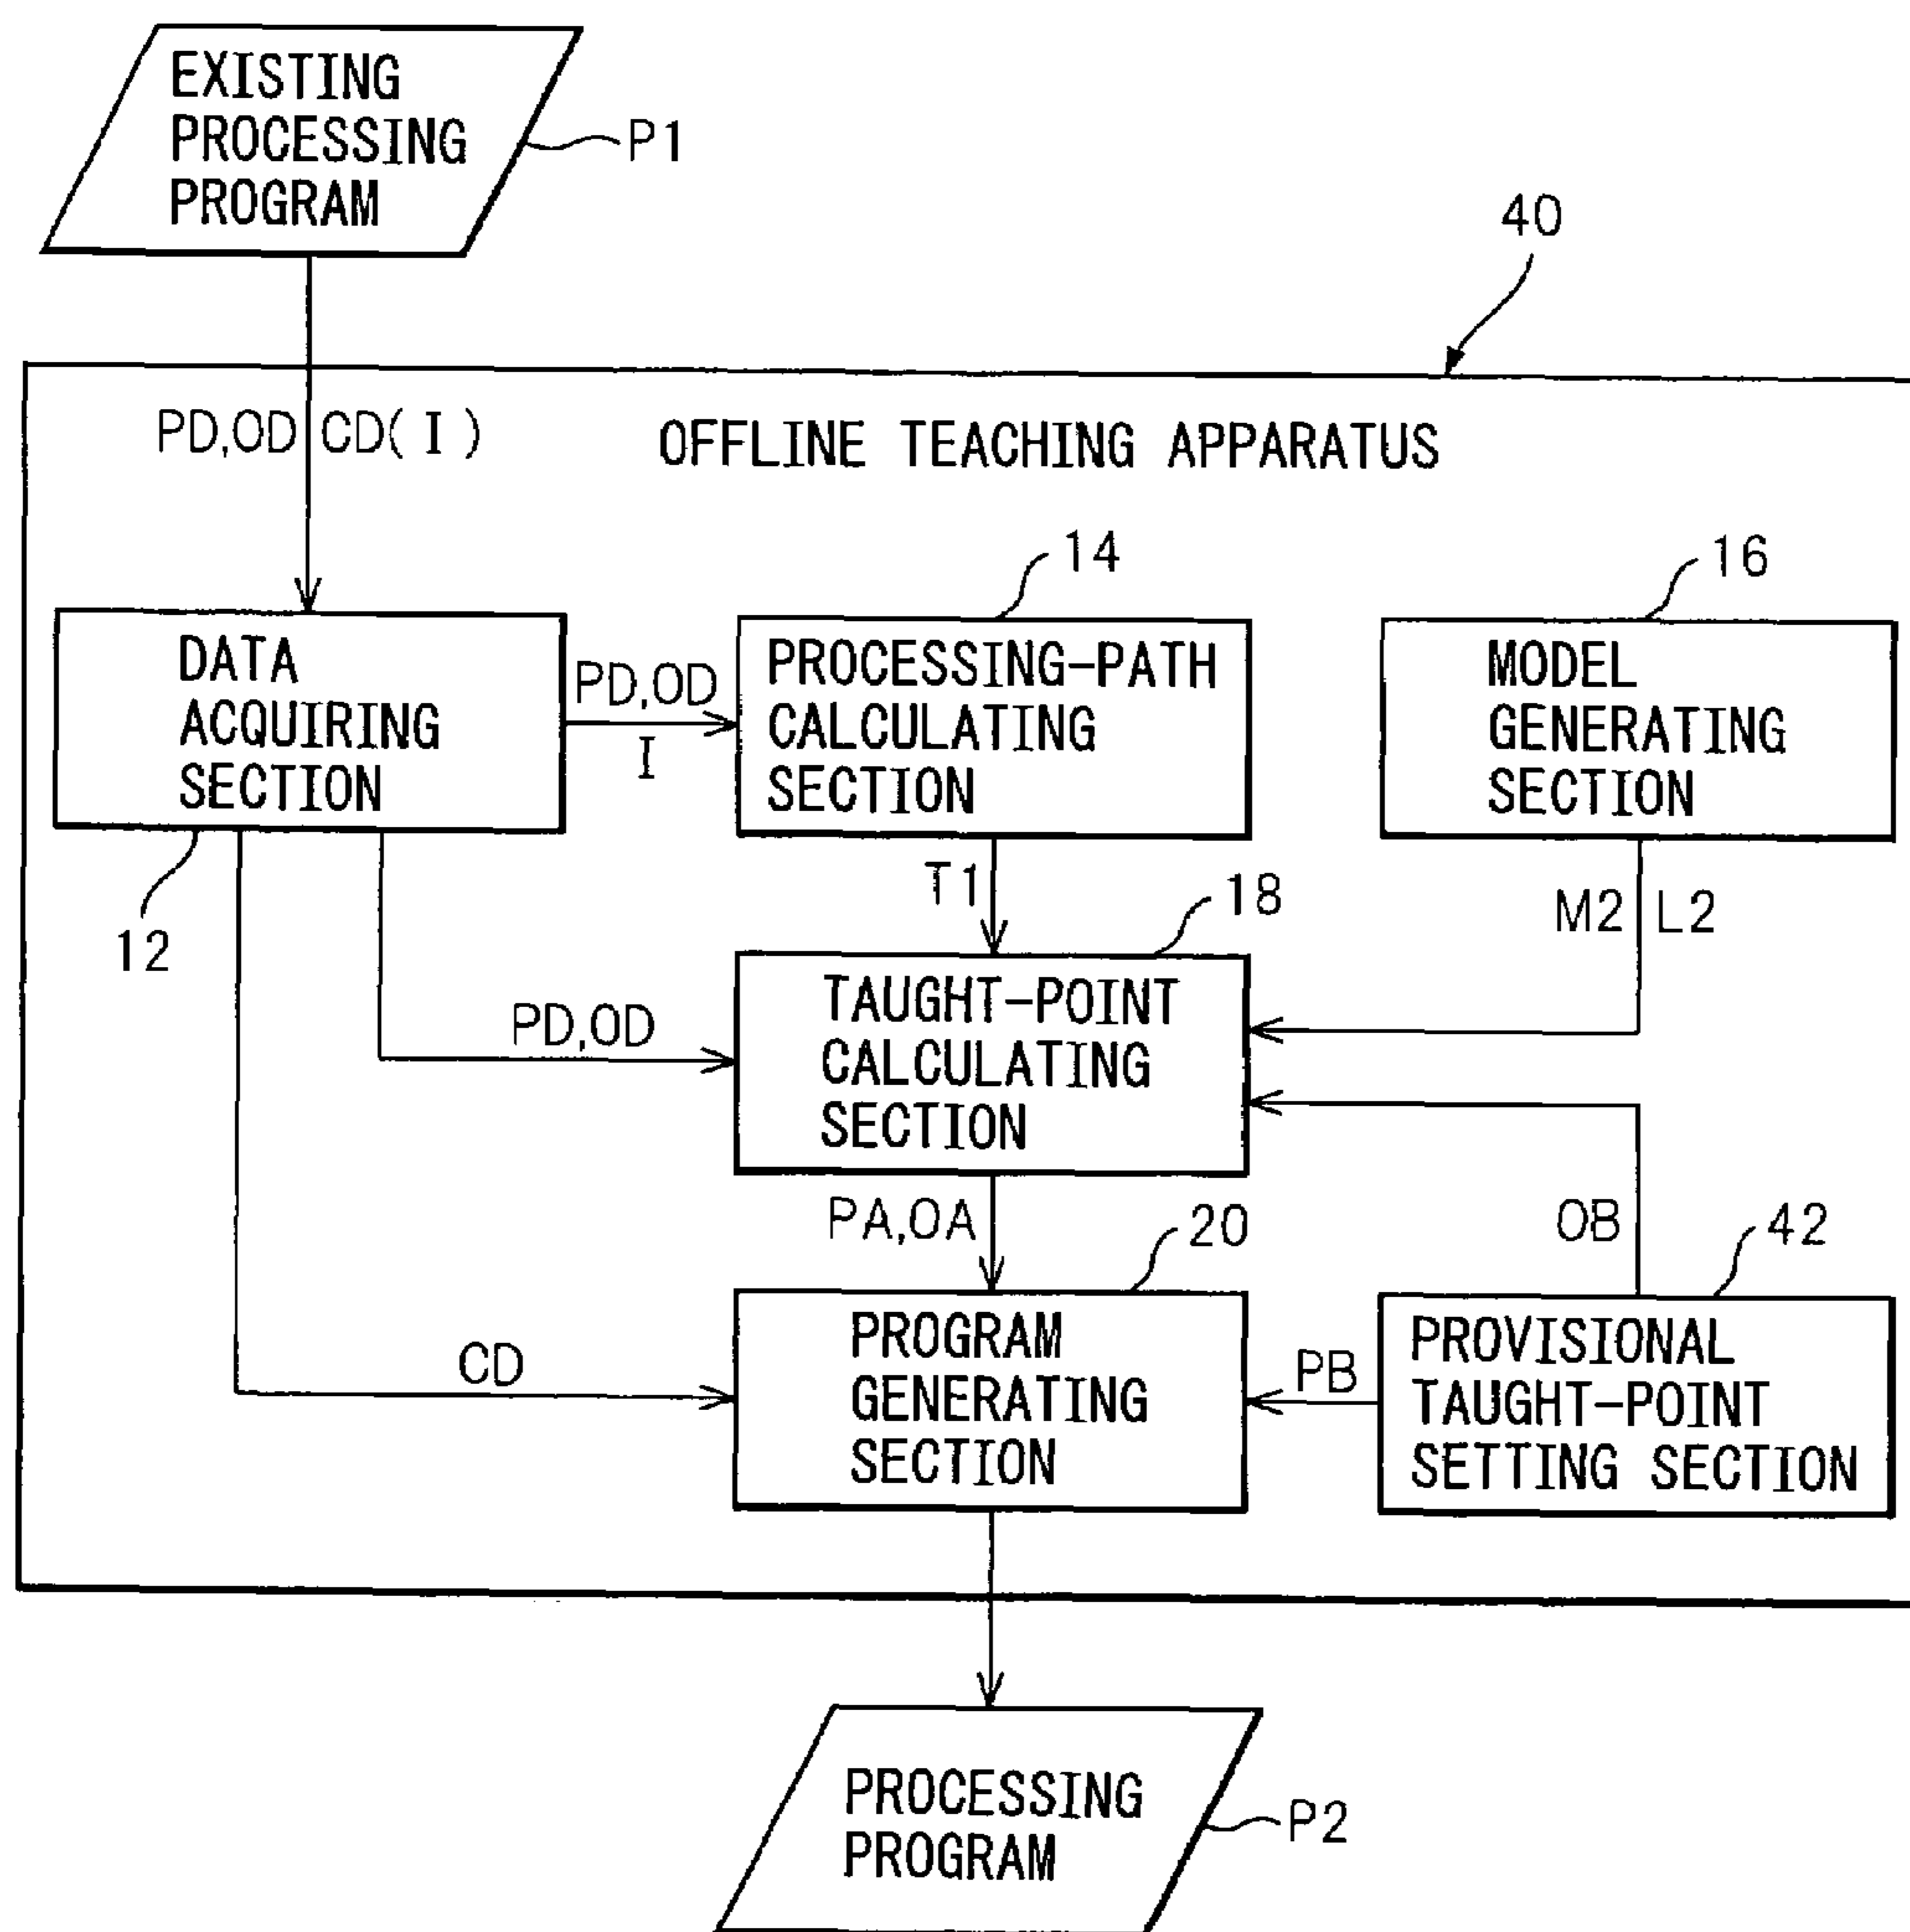 EXISTING
PROCESSING
PROGRAM
P1
40
PD,OD CD( I )
OFFLINE TEACHING APPARATUS
14
16
DATA
ACQUIRING
SECTION
PD,OD
I
PROCESSING-PATH
CALCULATING
SECTION
MODEL
GENERATING
SECTION
12
T1
18
M2 L2
PD,OD
TAUGHT-POINT
CALCULATING
SECTION
PA,OA
20
OB
42
CD
PROGRAM
GENERATING
SECTION
PB
PROVISIONAL
TAUGHT-POINT
SETTING SECTION
PROCESSING
PROGRAM
P2